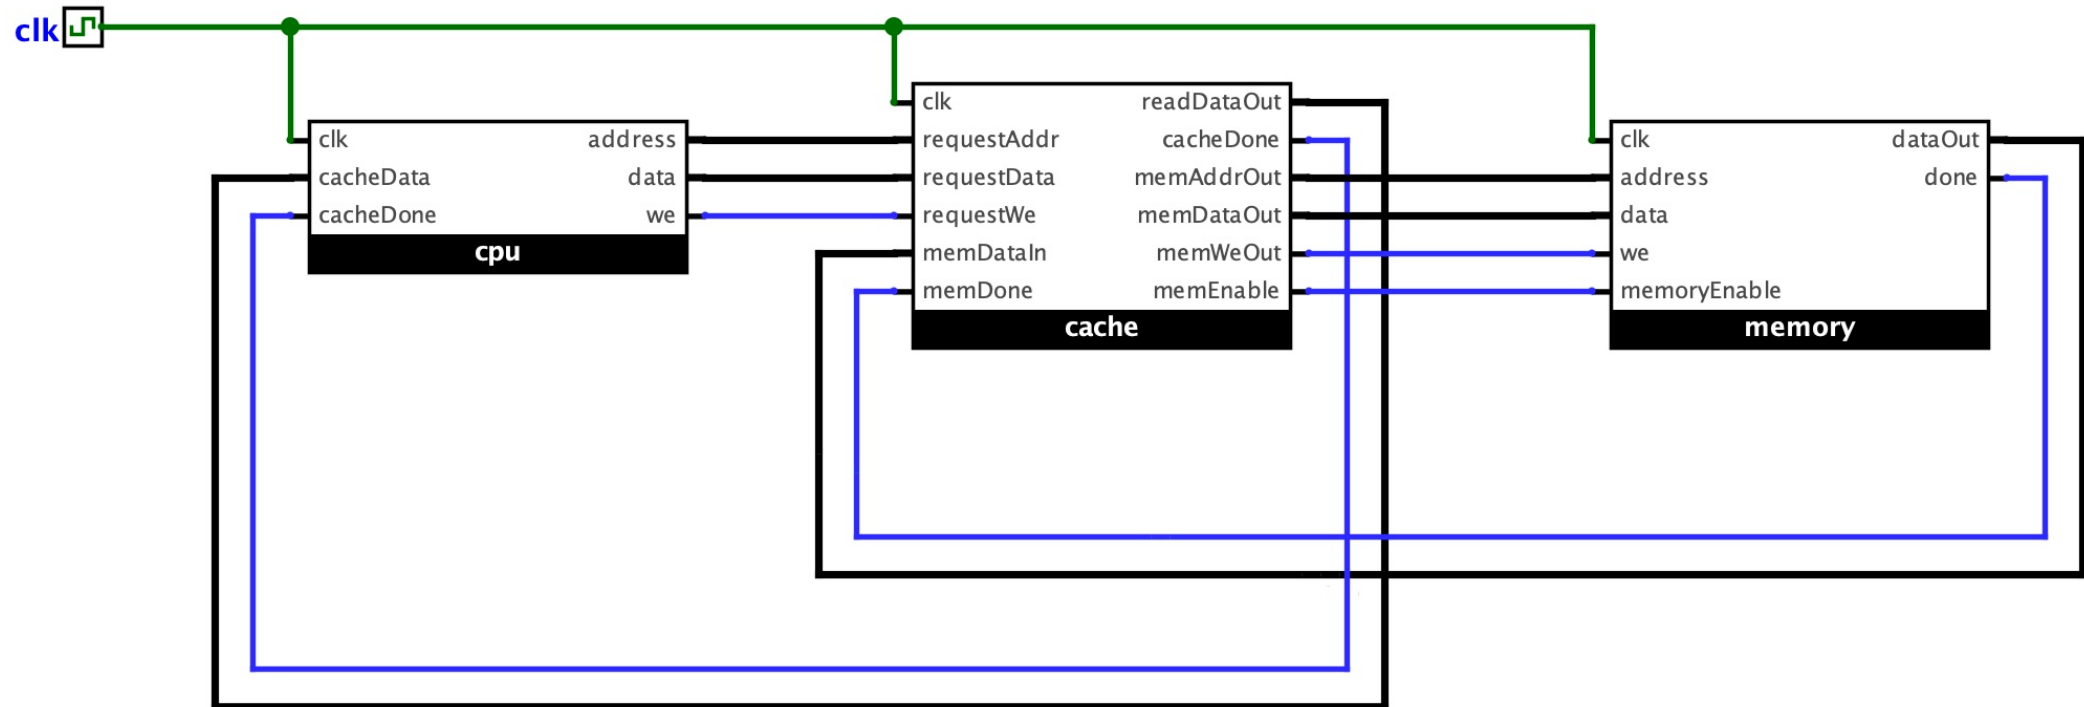 clk
clk address
cacheData data
cacheDone we
cpu
clk readDataOut
requestAddr cacheDone
requestData memAddrOut
requestWe memDataOut
memDataIn memWeOut
memDone memEnable
cache
clk dataOut
address done
data
we
memoryEnable
memory